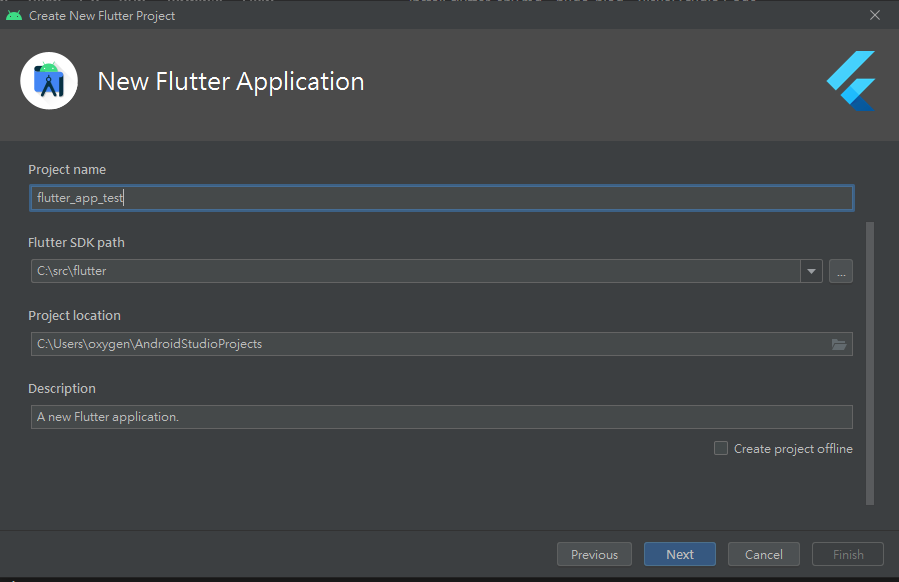 Create New Flutter Project
New Flutter Application
Project name
flutter_app_test
Flutter SDK path
C:\src\flutter
...
Project location
C:\Users\oxygen\AndroidStudioProjects
Description
A new Flutter application.
Create project offline
Previous
Next
Cancel
Finish